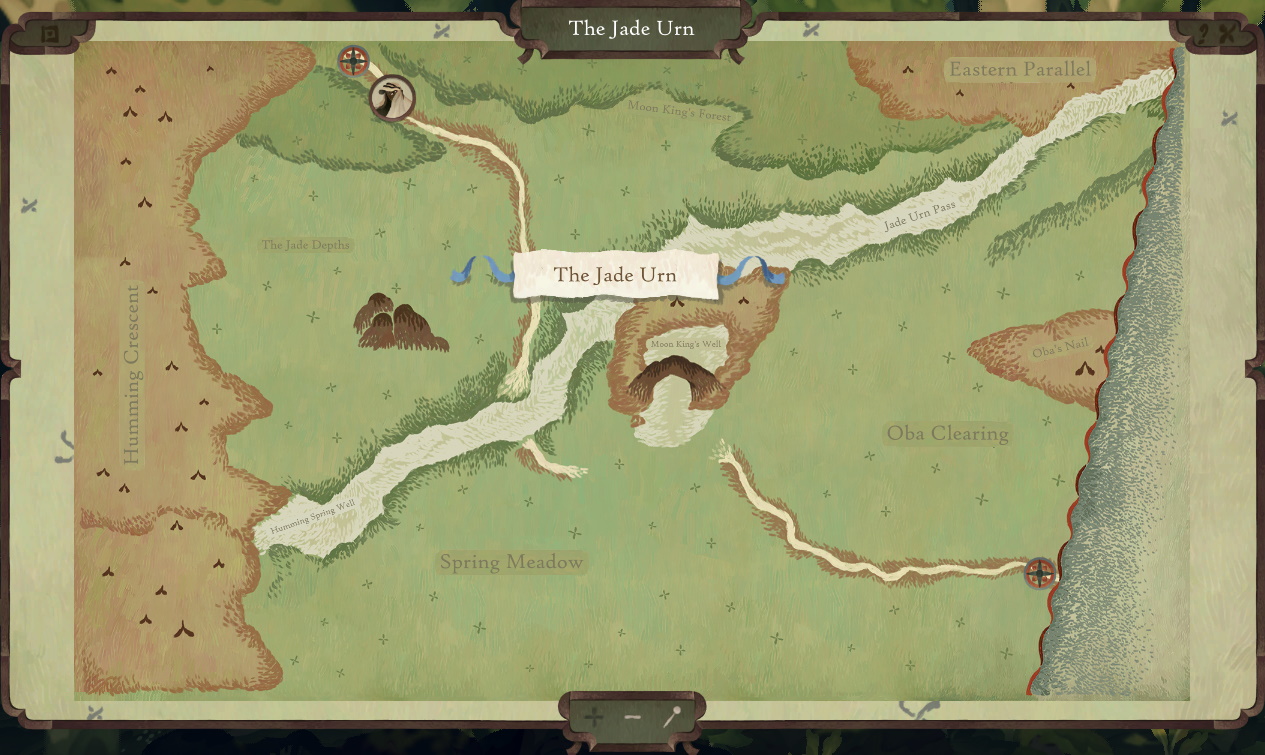 The Jade Urn
Eastern Parallel
Moon King's Forest
Jade Urn Pass
The Jade Depths
The Jade Urn
Humming Crescent
Moon King's Well
Oba's Nail
Oba Clearing
Humming Spring Well
Spring Meadow
?